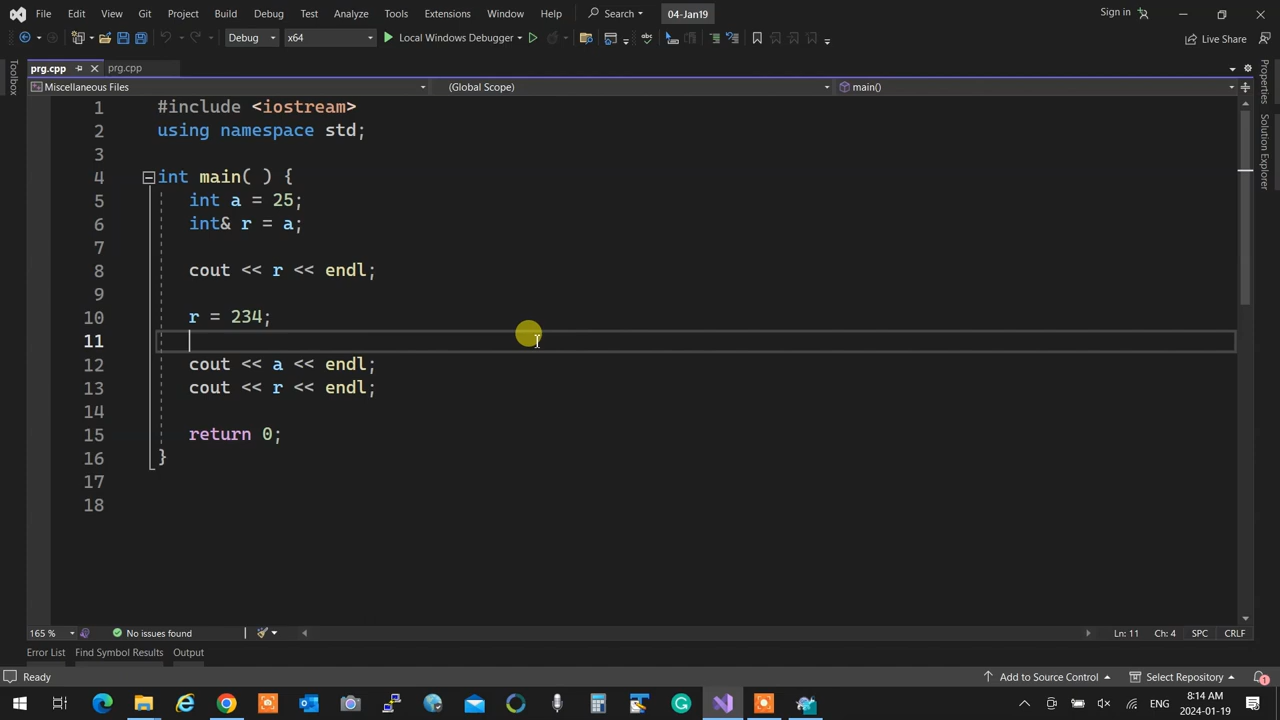 File Edit View Git Project Build Debug Test Analyze Tools Extensions Window Help Search 04-Jan19 Sign in
Debug x64 Local Windows Debugger Live Share
prg.cpp prg.cpp
Toolbox
Miscellaneous Files (Global Scope) main()
Properties
Solution Explorer
1 #include <iostream>
2 using namespace std;
3
4 int main( ) {
5 int a = 25;
6 int& r = a;
7
8 cout << r << endl;
9
10 r = 234;
11
12 cout << a << endl;
13 cout << r << endl;
14
15 return 0;
16 }
17
18
165 % No issues found Ln: 11 Ch: 4 SPC CRLF
Error List Find Symbol Results Output
Ready Add to Source Control Select Repository 1
ENG 8:14 AM
2024-01-19